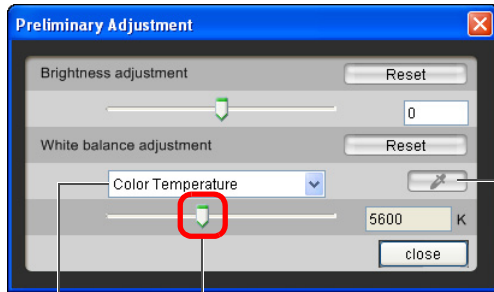 Preliminary Adjustment
Brightness adjustment Reset
0
White balance adjustment Reset
Color Temperature
5600 K
close